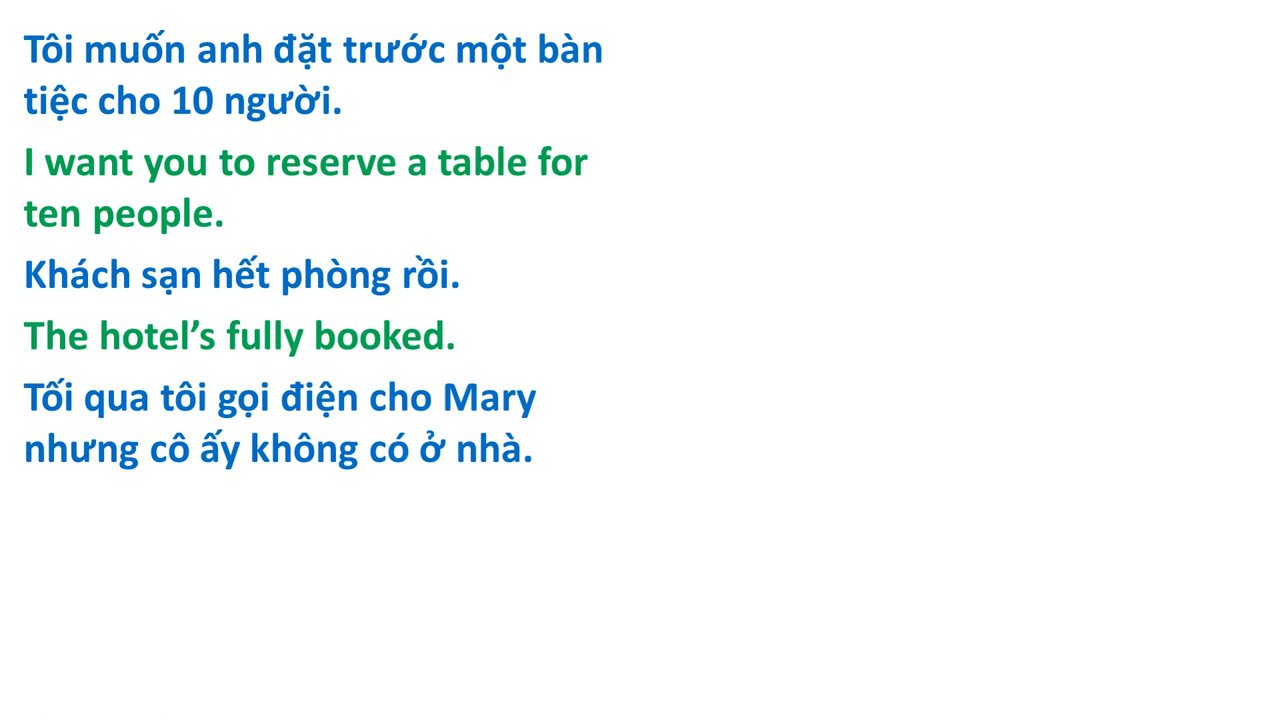 Tôi muốn anh đặt trước một bàn
tiệc cho 10 người.
I want you to reserve a table for
ten people.
Khách sạn hết phòng rồi.
The hotel’s fully booked.
Tối qua tôi gọi điện cho Mary
nhưng cô ấy không có ở nhà.